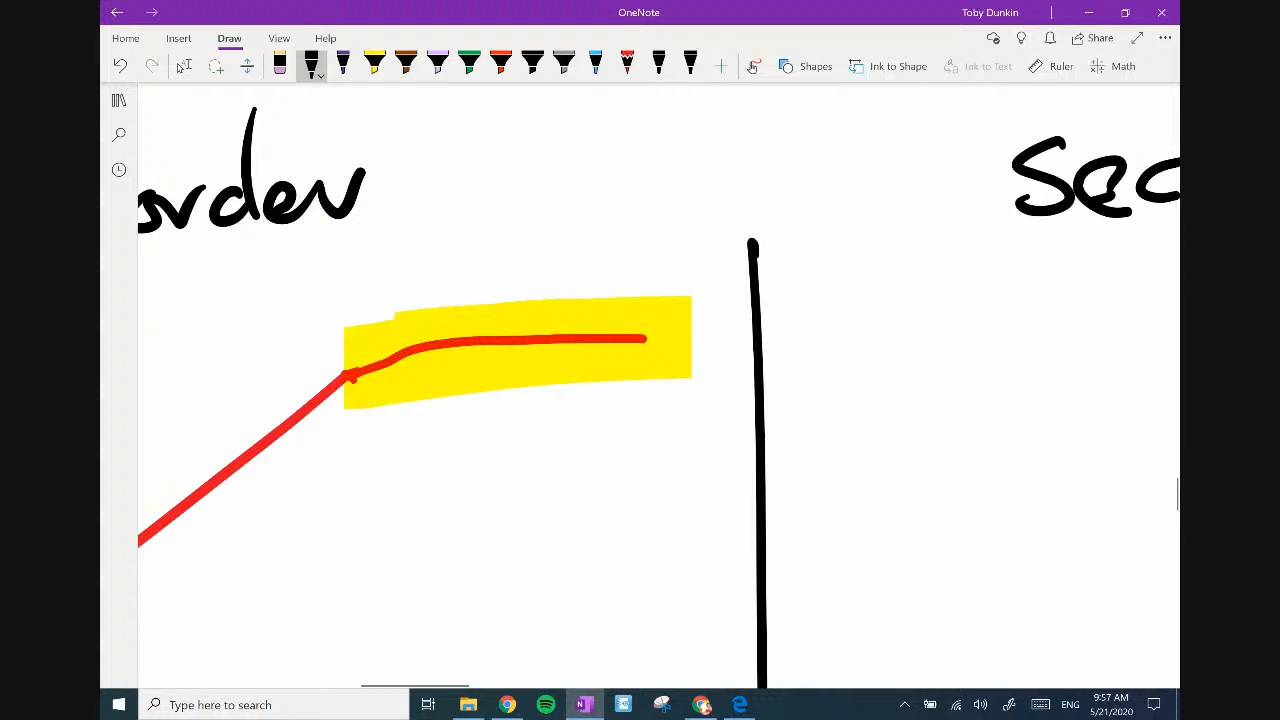 OneNote
Toby Dunkin
Home Insert Draw View Help
Share
Shapes Ink to Shape Ink to Text Ruler Math
order Sec
Type here to search
ENG
9:57 AM
5/21/2020